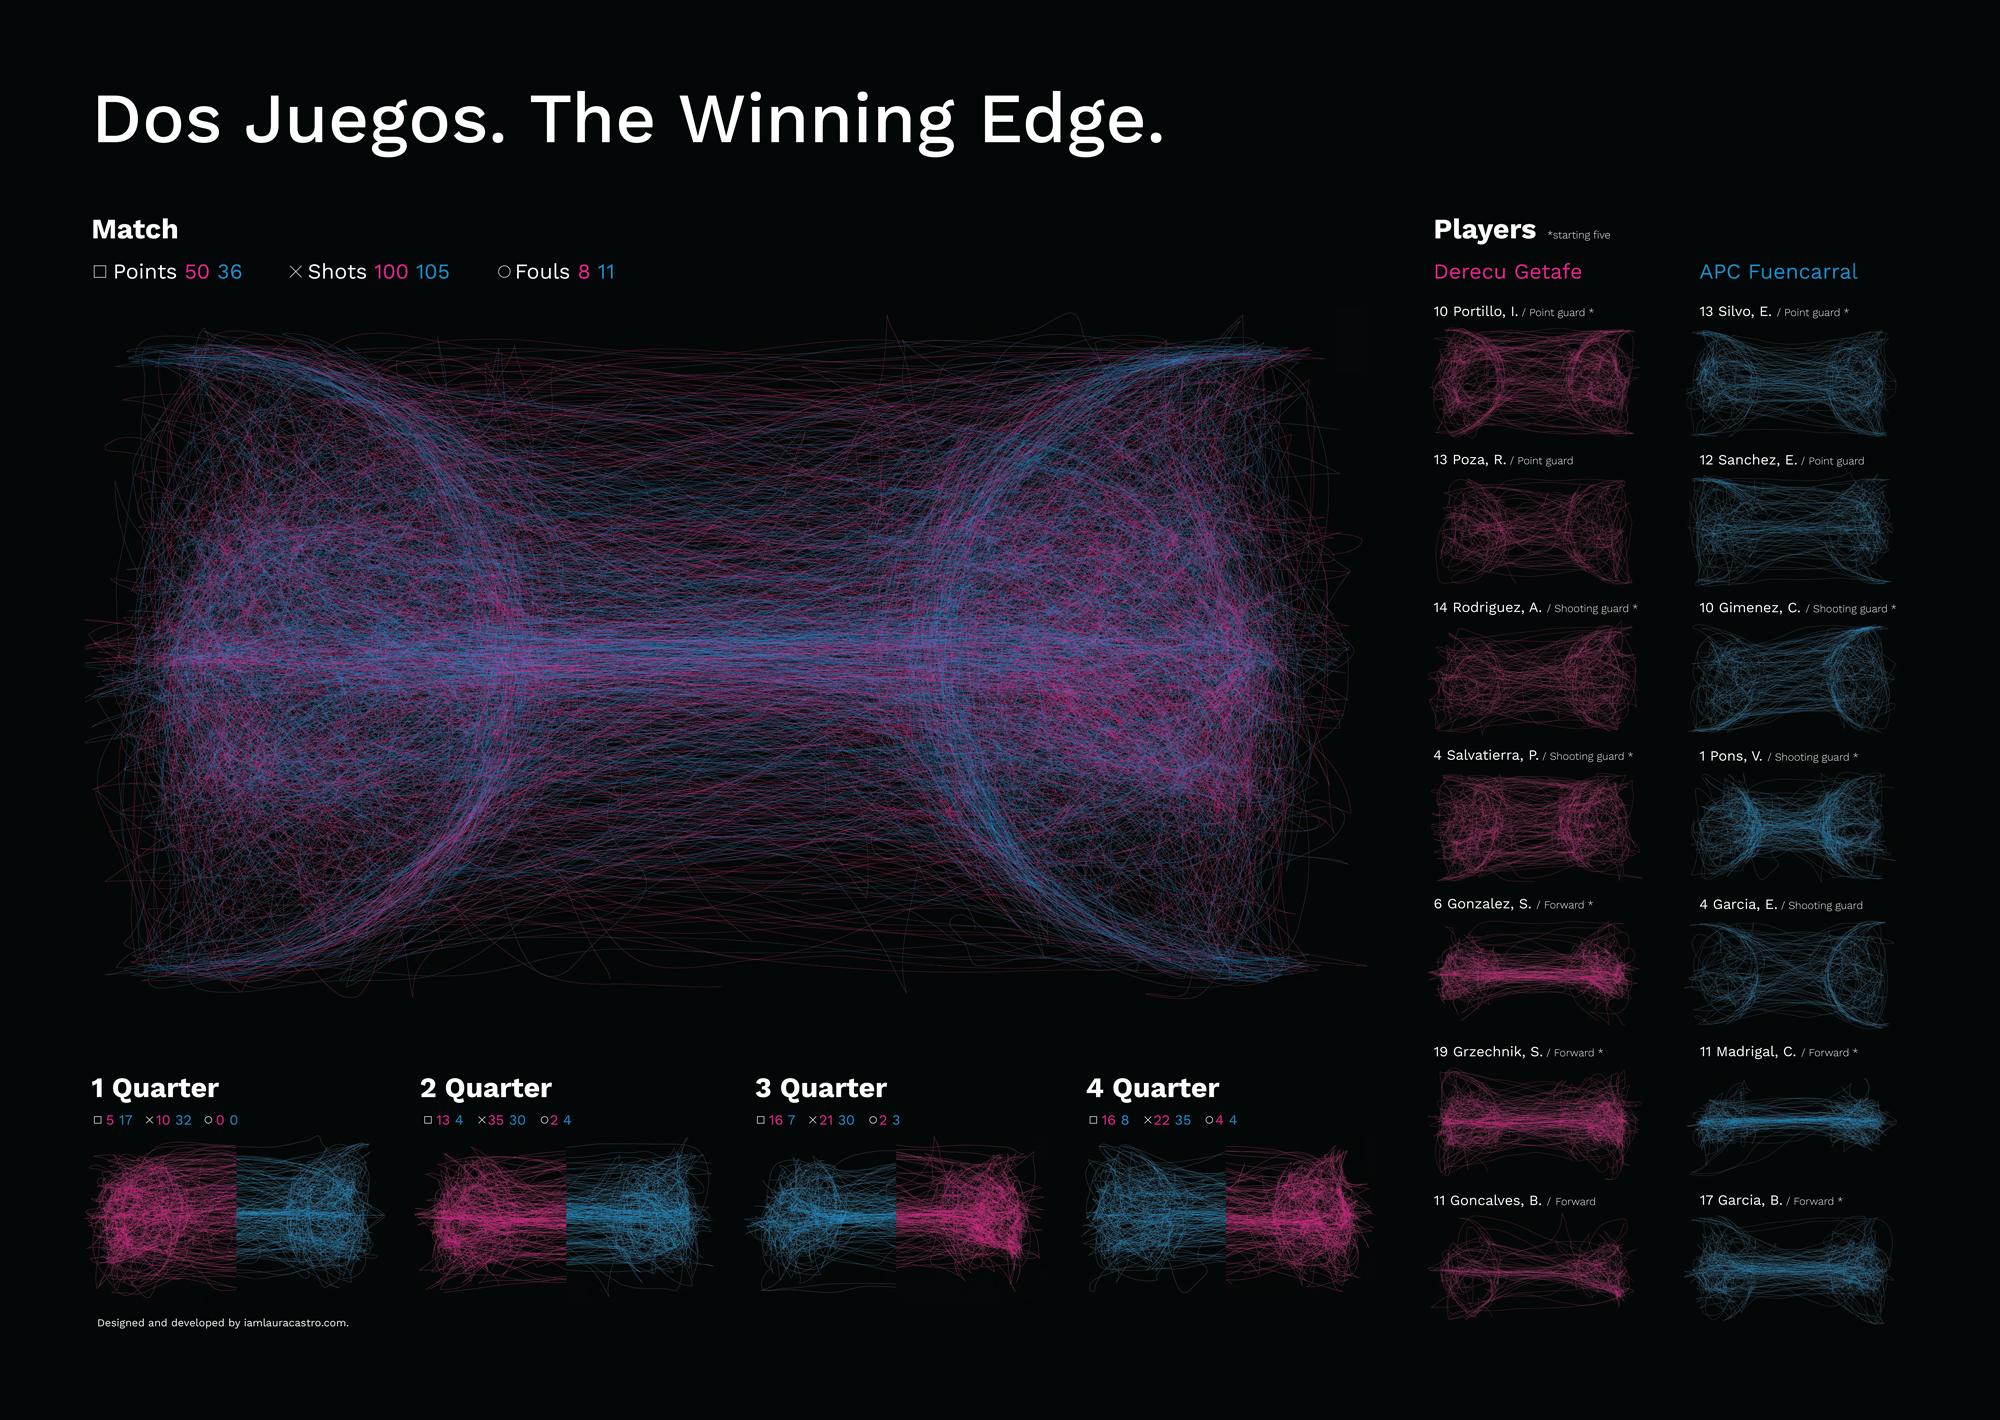 Dos Juegos. The Winning Edge.
Match
□ Points 50 36 × Shots 100 105 ○ Fouls 8 11
Players *starting five
Derecu Getafe APC Fuencarral
10 Portillo, I. / Point guard * 13 Silvo, E. / Point guard *
13 Poza, R. / Point guard 12 Sanchez, E. / Point guard
14 Rodriguez, A. / Shooting guard * 10 Gimenez, C. / Shooting guard *
4 Salvatierra, P. / Shooting guard * 1 Pons, V. / Shooting guard *
6 Gonzalez, S. / Forward * 4 Garcia, E. / Shooting guard
19 Grzechnik, S. / Forward * 11 Madrigal, C. / Forward *
11 Goncalves, B. / Forward 17 Garcia, B. / Forward *
1 Quarter
□ 5 17 × 10 32 ○ 0 0
2 Quarter
□ 13 4 × 35 30 ○ 2 4
3 Quarter
□ 16 7 × 21 30 ○ 2 3
4 Quarter
□ 16 8 × 22 35 ○ 4 4
Designed and developed by iamlauracastro.com.